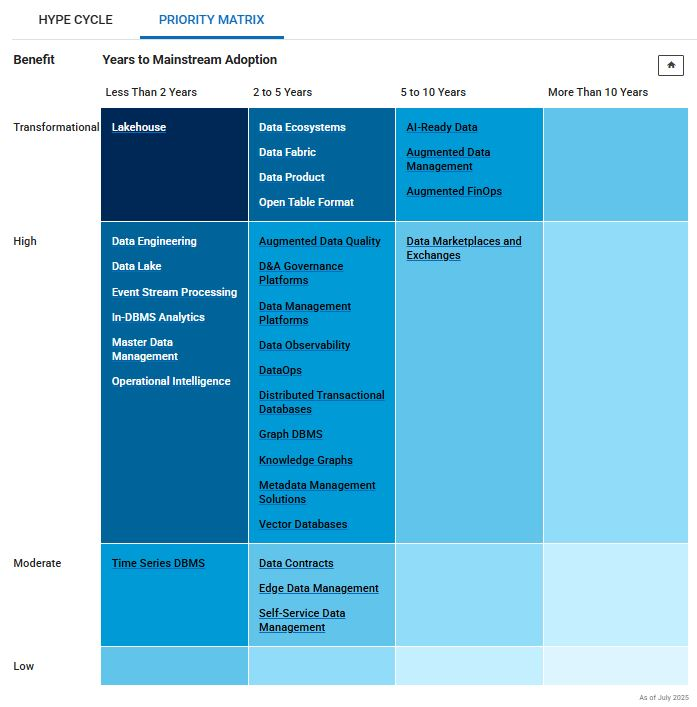 HYPE CYCLE
PRIORITY MATRIX
Benefit
Years to Mainstream Adoption
Less Than 2 Years
2 to 5 Years
5 to 10 Years
More Than 10 Years
Transformational
Lakehouse
Data Ecosystems
Data Fabric
Data Product
Open Table Format
AI-Ready Data
Augmented Data
Management
Augmented FinOps
High
Data Engineering
Data Lake
Event Stream Processing
In-DBMS Analytics
Master Data
Management
Operational Intelligence
Augmented Data Quality
D&A Governance
Platforms
Data Management
Platforms
Data Observability
DataOps
Distributed Transactional
Databases
Graph DBMS
Knowledge Graphs
Metadata Management
Solutions
Vector Databases
Data Marketplaces and
Exchanges
Moderate
Time Series DBMS
Data Contracts
Edge Data Management
Self-Service Data
Management
Low
As of July 2025